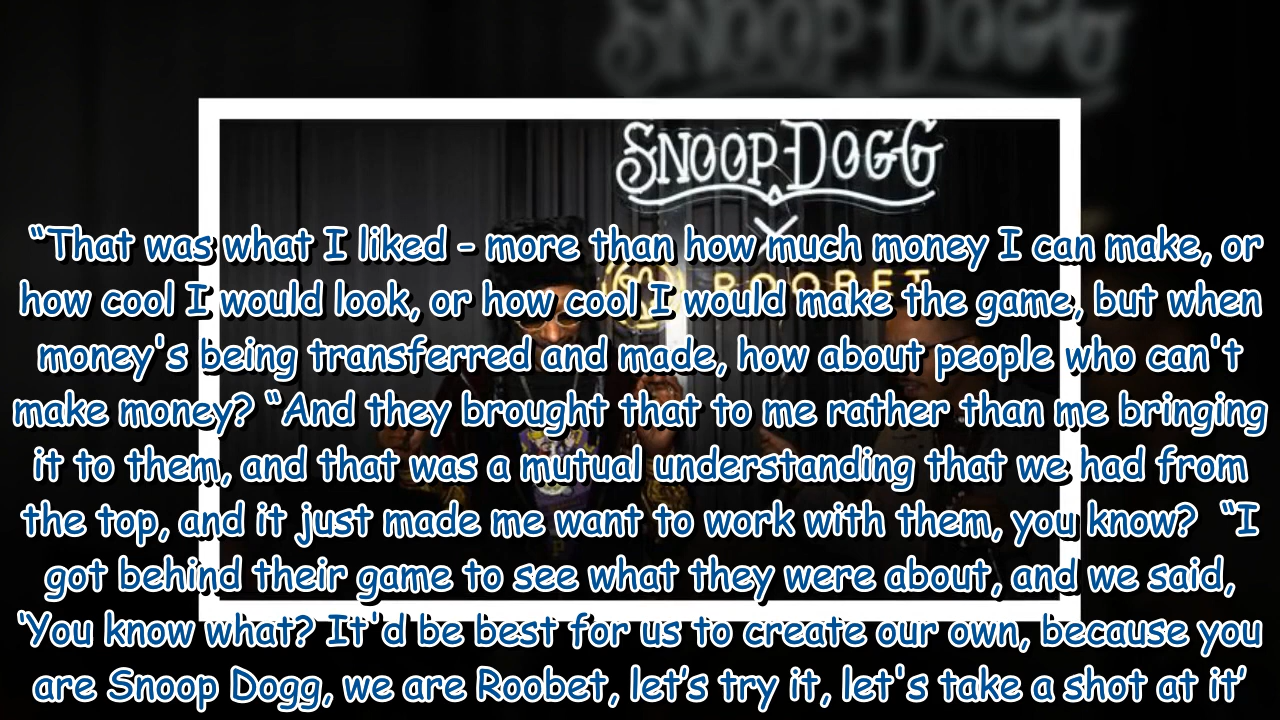 SNOOP DOGG
SNOOP DOGG
ROOBET
“That was what I liked - more than how much money I can make, or
how cool I would look, or how cool I would make the game, but when
money's being transferred and made, how about people who can't
make money? “And they brought that to me rather than me bringing
it to them, and that was a mutual understanding that we had from
the top, and it just made me want to work with them, you know?  “I
got behind their game to see what they were about, and we said,
‘You know what? It'd be best for us to create our own, because you
are Snoop Dogg, we are Roobet, let’s try it, let's take a shot at it’